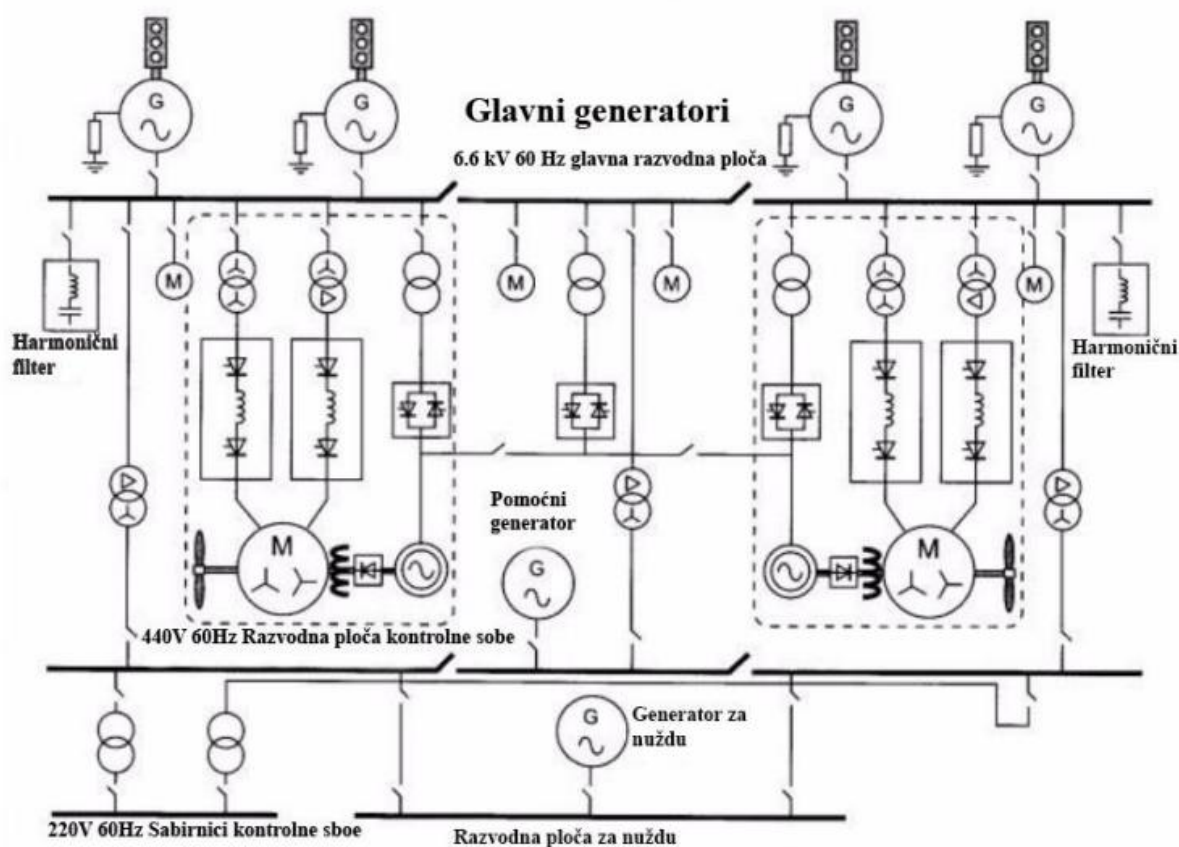 G
G
G
G
Glavni generatori
6.6 kV 60 Hz glavna razvodna ploča
M
M
M
M
Harmonični
filter
Harmonični
filter
Pomoćni
generator
M
G
M
440V 60Hz Razvodna ploča kontrolne sobe
G
Generator za
nuždu
220V 60Hz Sabirnici kontrolne sboe
Razvodna ploča za nuždu